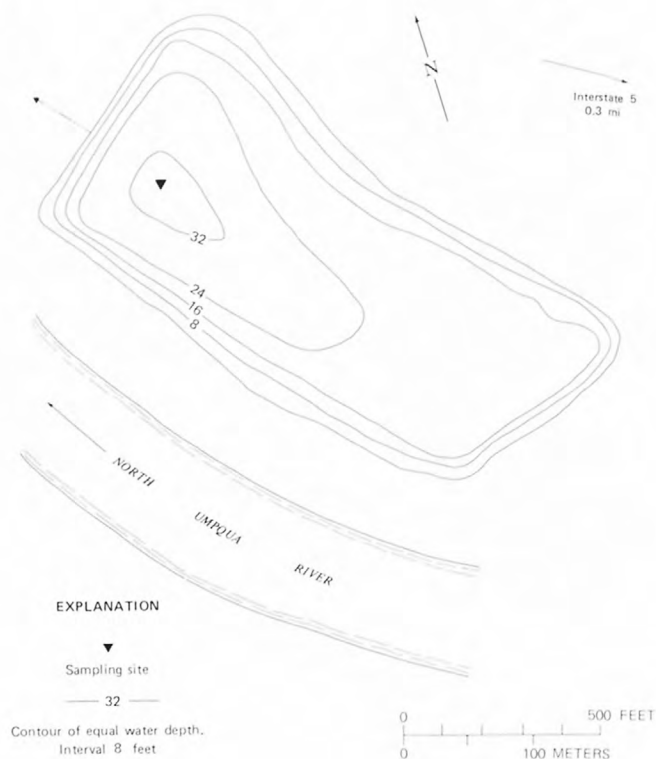 N
Interstate 5
0.3 mi
32
24
16
8
NORTH
UMPQUA
RIVER
EXPLANATION
Sampling site
32
Contour of equal water depth.
Interval 8 feet
0 500 FEET
0 100 METERS